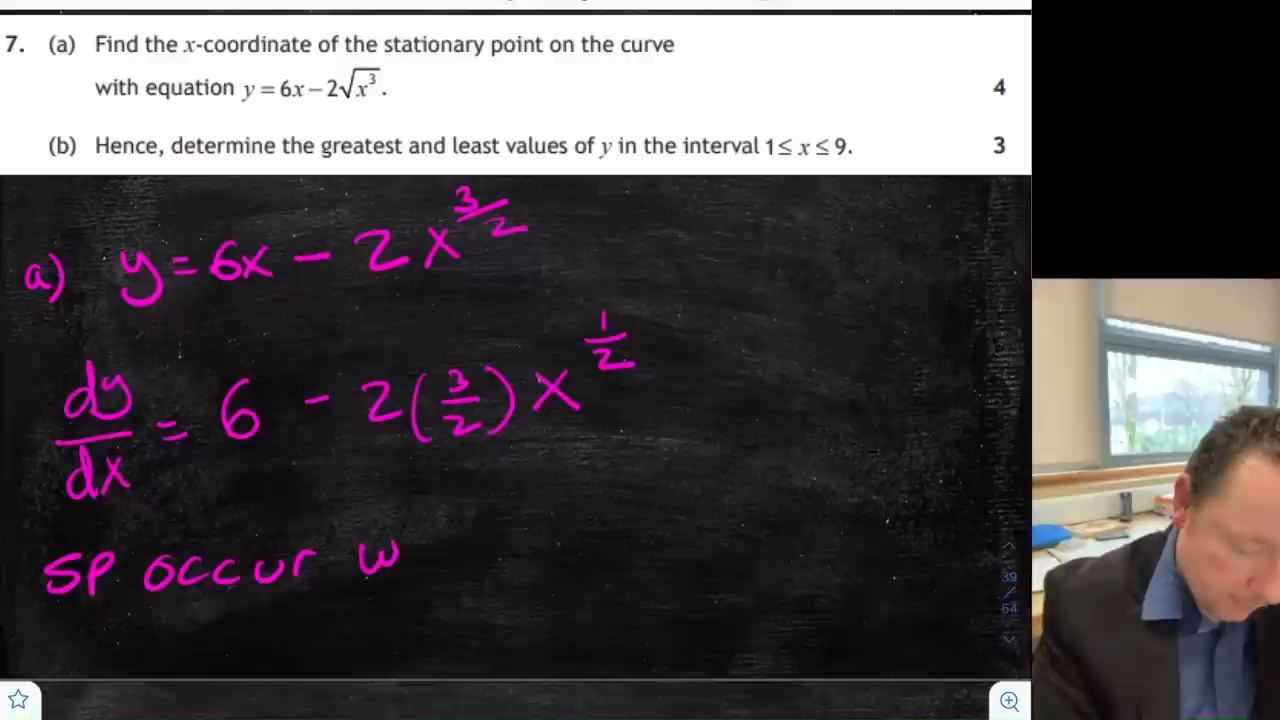 7. (a) Find the x-coordinate of the stationary point on the curve
with equation y = 6x − 2√x³. 4
(b) Hence, determine the greatest and least values of y in the interval 1 ≤ x ≤ 9. 3
a) y = 6x − 2x^(3/2)
dy/dx = 6 − 2(3/2)x^(1/2)
SP occur w
39
/
54